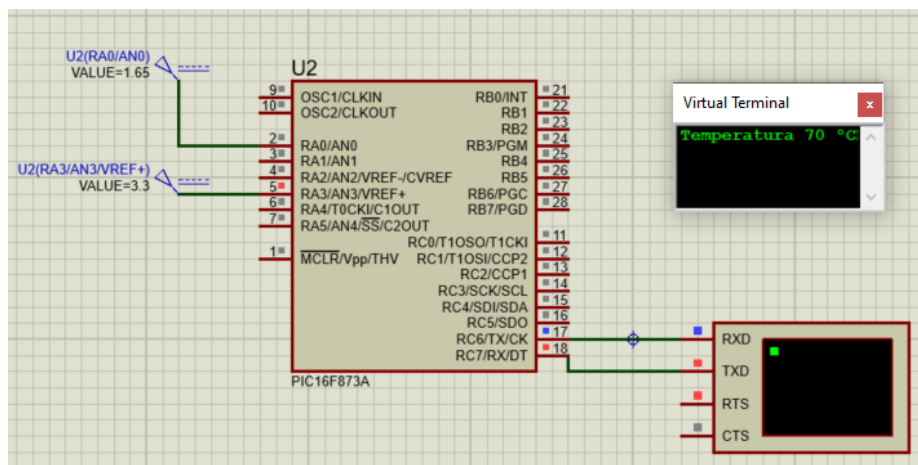 U2(RA0/AN0)
VALUE=1.65
U2(RA3/AN3/VREF+)
VALUE=3.3
U2
9 OSC1/CLKIN
10 OSC2/CLKOUT
2 RA0/AN0
3 RA1/AN1
4 RA2/AN2/VREF-/CVREF
5 RA3/AN3/VREF+
6 RA4/T0CKI/C1OUT
7 RA5/AN4/SS/C2OUT
1 MCLR/Vpp/THV
RB0/INT 21
RB1 22
RB2 23
RB3/PGM 24
RB4 25
RB5 26
RB6/PGC 27
RB7/PGD 28
RC0/T1OSO/T1CKI 11
RC1/T1OSI/CCP2 12
RC2/CCP1 13
RC3/SCK/SCL 14
RC4/SDI/SDA 15
RC5/SDO 16
RC6/TX/CK 17
RC7/RX/DT 18
PIC16F873A
Virtual Terminal x
Temperatura 70 °C
RXD
TXD
RTS
CTS